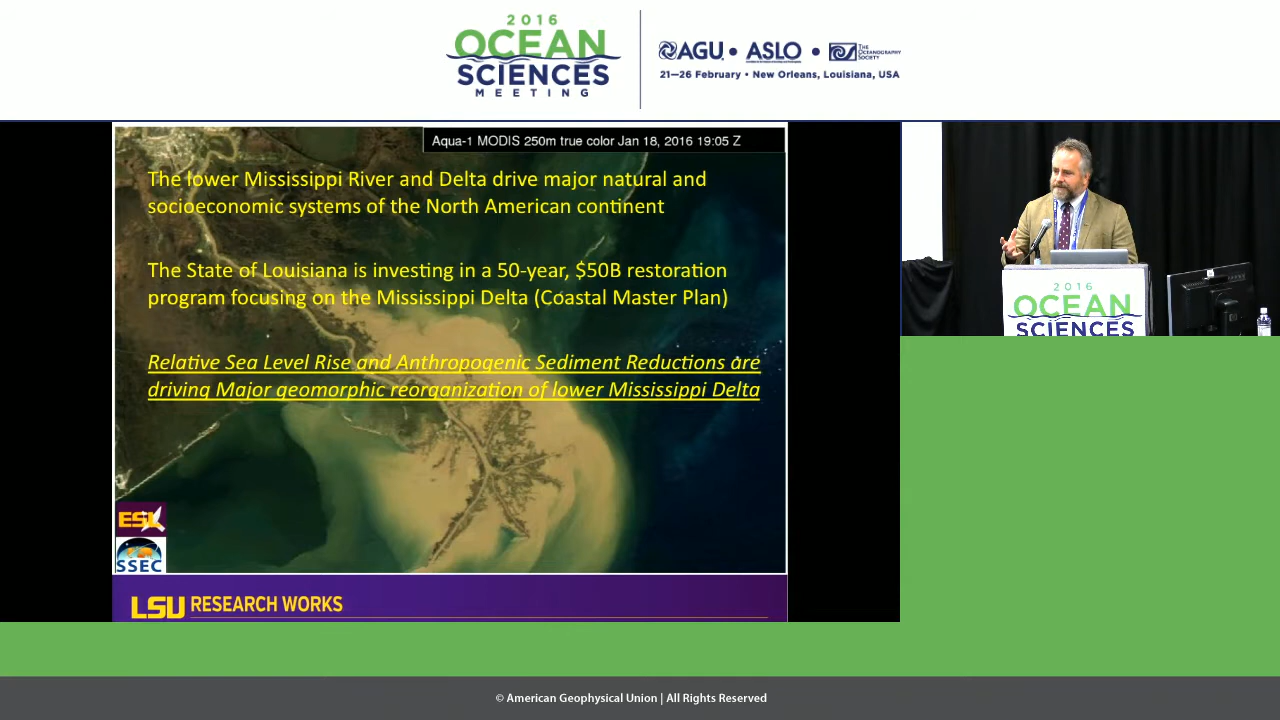 2016
OCEAN
SCIENCES
MEETING
AGU • ASLO • THE OCEANOGRAPHY SOCIETY
21—26 February • New Orleans, Louisiana, USA
Aqua-1 MODIS 250m true color Jan 18, 2016 19:05 Z
The lower Mississippi River and Delta drive major natural and
socioeconomic systems of the North American continent
The State of Louisiana is investing in a 50-year, $50B restoration
program focusing on the Mississippi Delta (Coastal Master Plan)
Relative Sea Level Rise and Anthropogenic Sediment Reductions are
driving Major geomorphic reorganization of lower Mississippi Delta
ESL
SSEC
LSU RESEARCH WORKS
2016
OCEAN
SCIENCES
© American Geophysical Union | All Rights Reserved